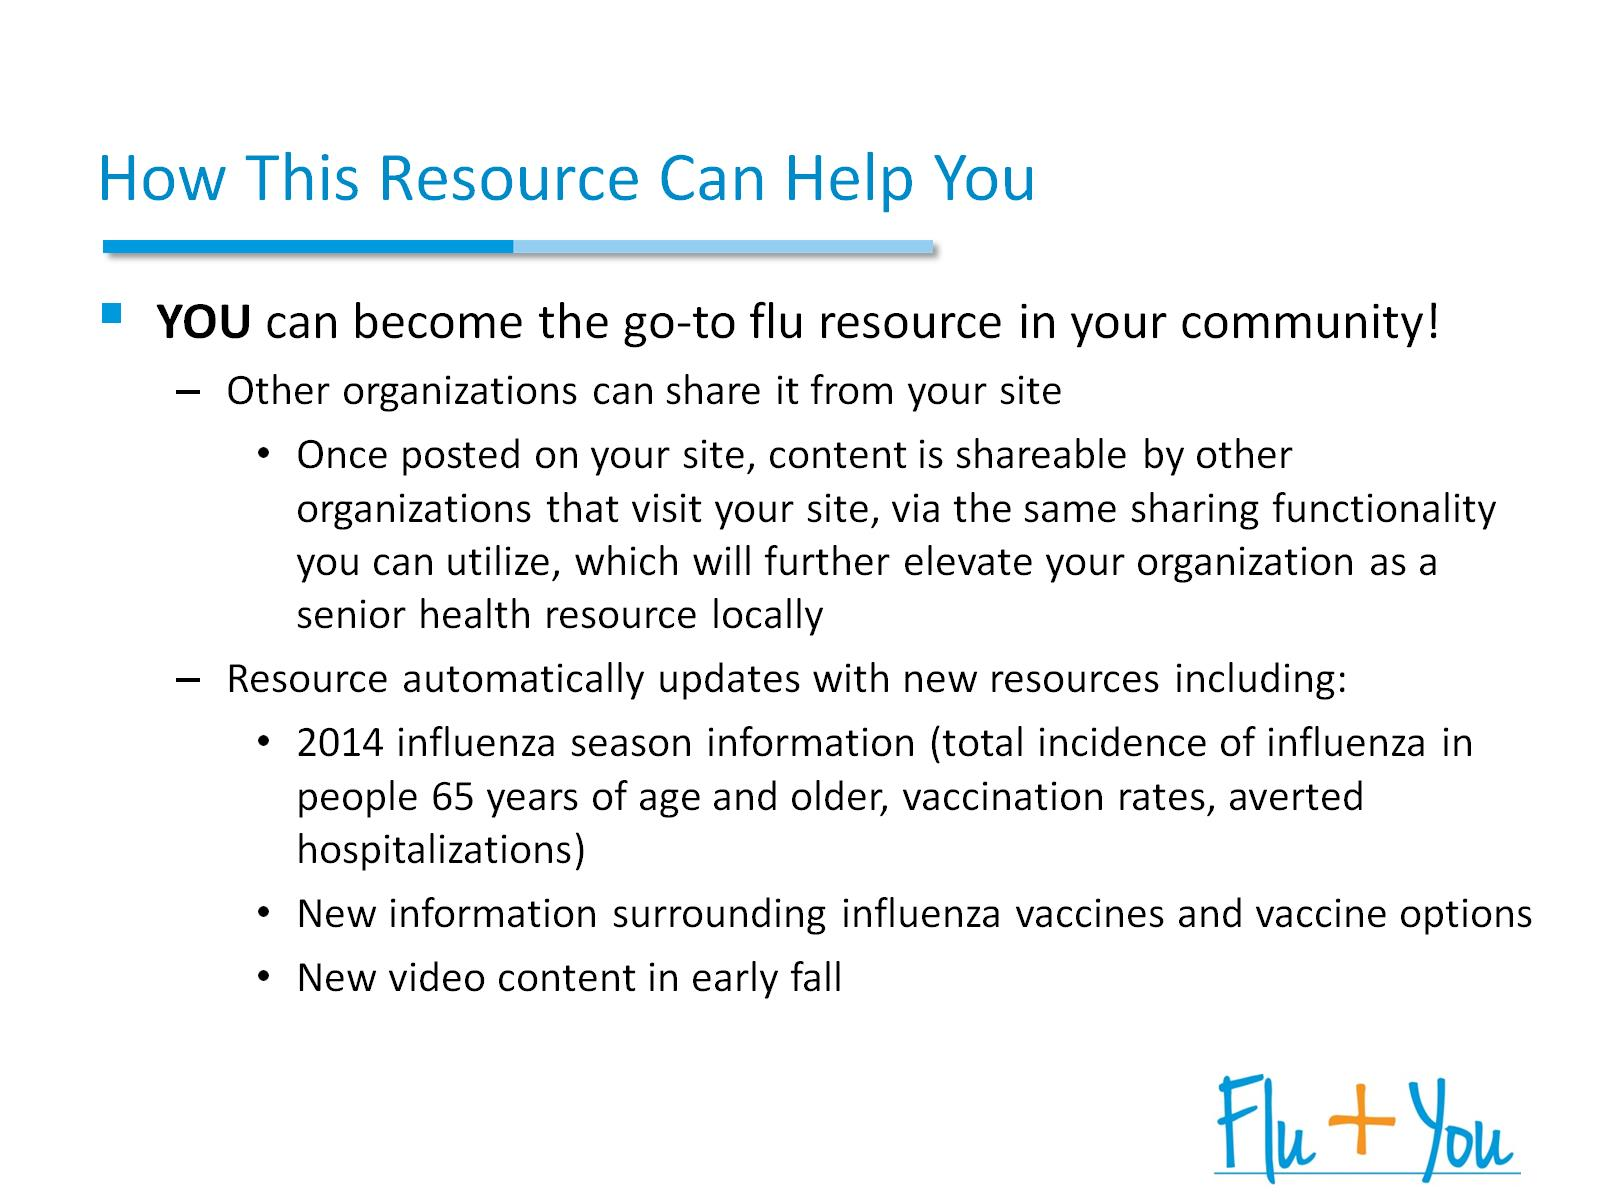 How This Resource Can Help You
▪ YOU can become the go-to flu resource in your community!
– Other organizations can share it from your site
• Once posted on your site, content is shareable by other
organizations that visit your site, via the same sharing functionality
you can utilize, which will further elevate your organization as a
senior health resource locally
– Resource automatically updates with new resources including:
• 2014 influenza season information (total incidence of influenza in
people 65 years of age and older, vaccination rates, averted
hospitalizations)
• New information surrounding influenza vaccines and vaccine options
• New video content in early fall
Flu + You